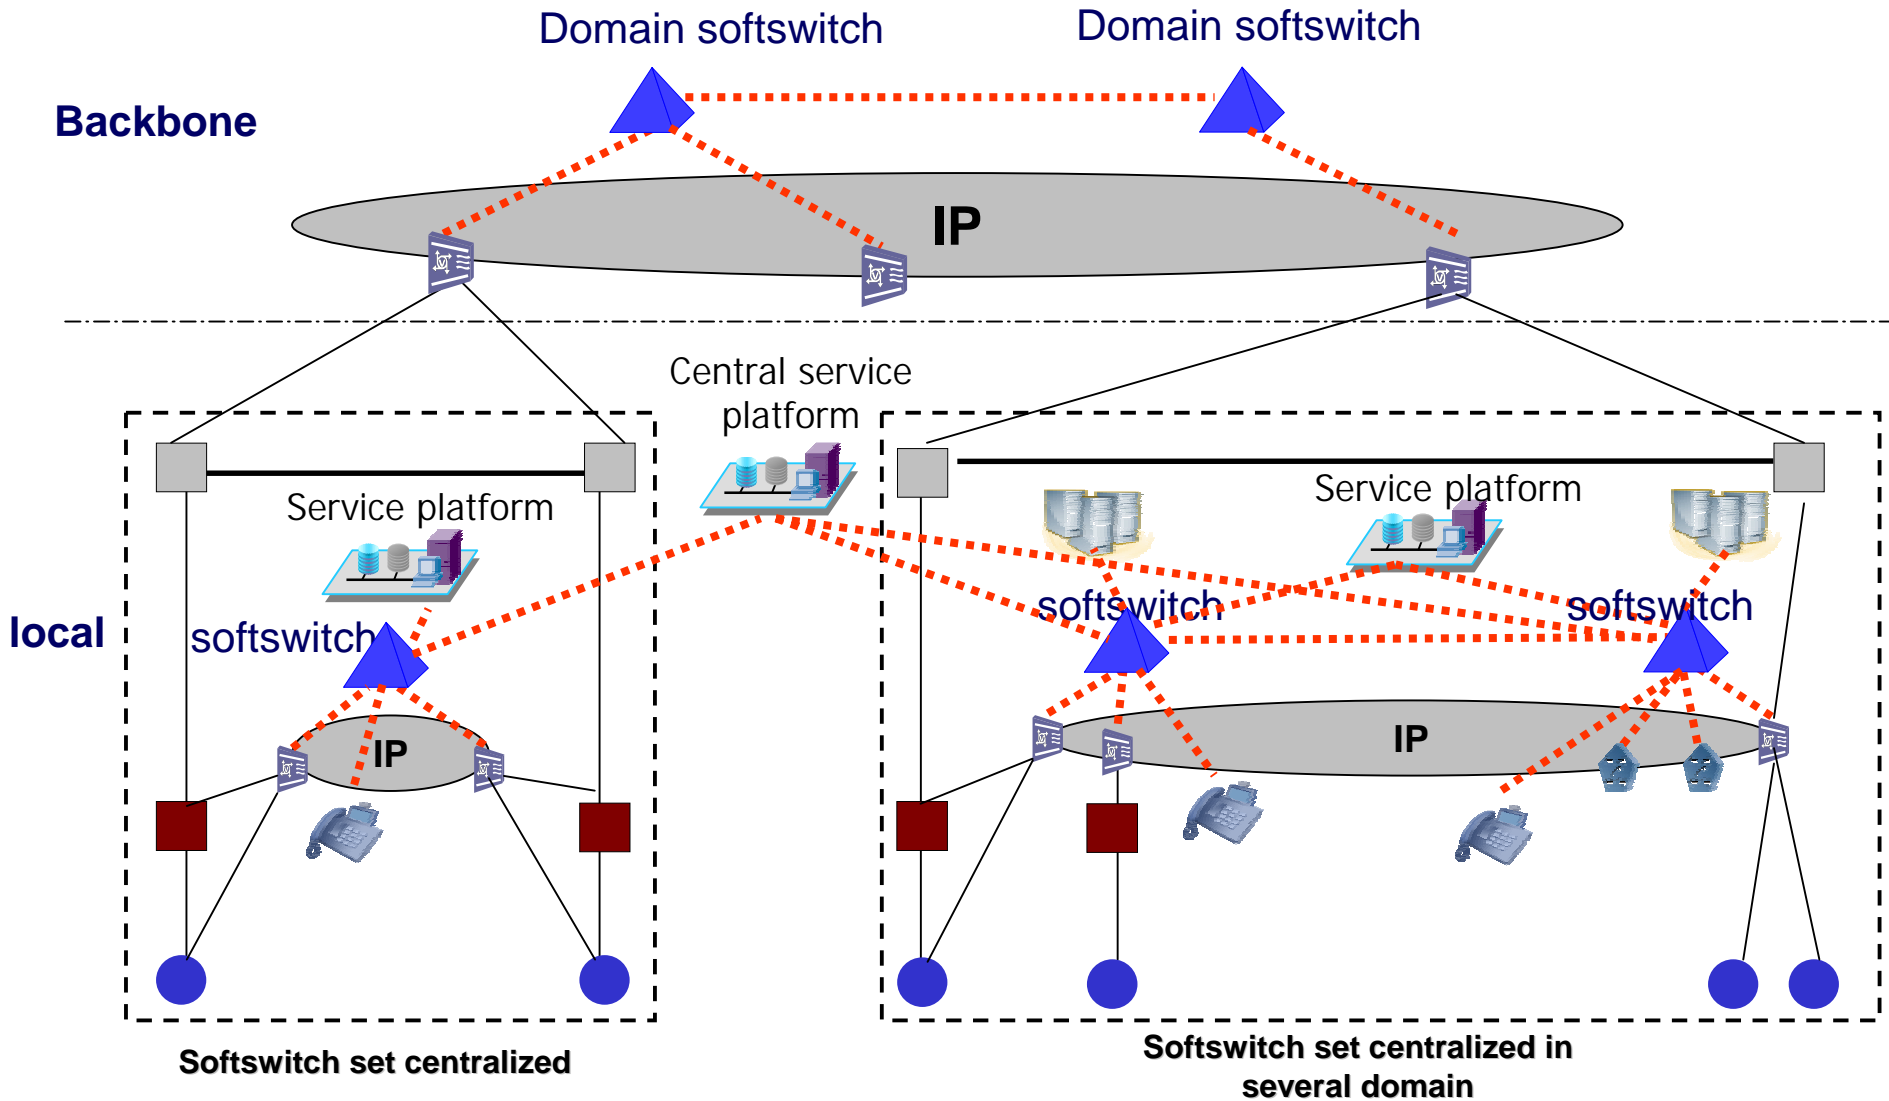 Domain softswitch
Domain softswitch
Backbone
IP
Central service
platform
Service platform
Service platform
softswitch
softswitch
local
softswitch
IP
IP
Softswitch set centralized
Softswitch set centralized in
several domain